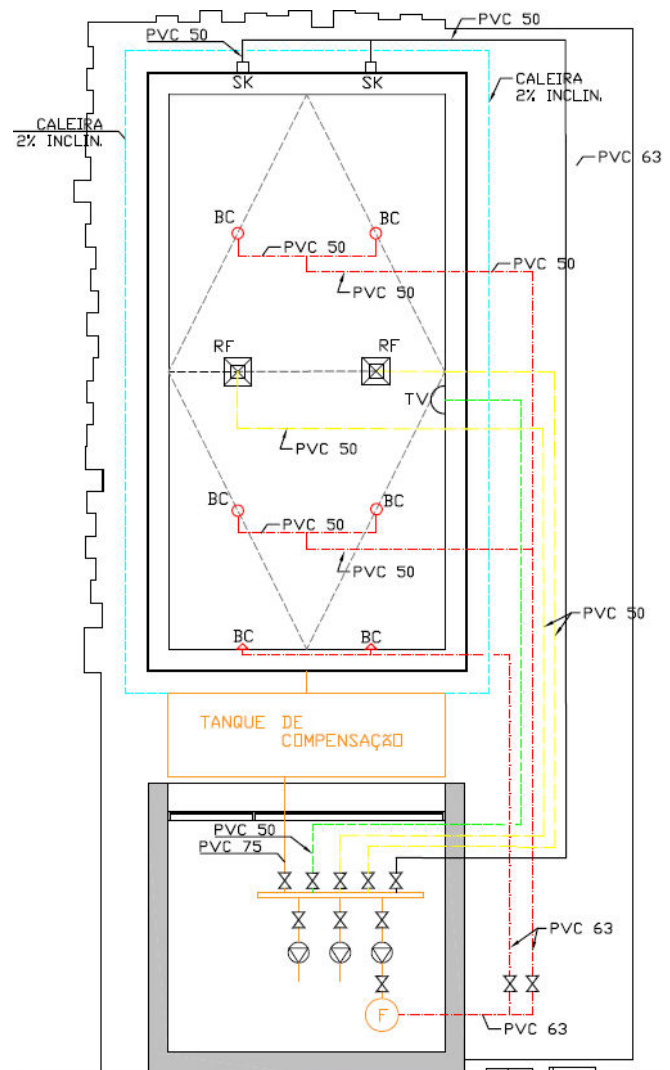 PVC 50
PVC 50
SK
SK
CALEIRA
2% INCLIN.
CALEIRA
2% INCLIN.
PVC 63
BC
BC
PVC 50
PVC 50
PVC 50
RF
RF
TV
PVC 50
BC
BC
PVC 50
PVC 50
PVC 50
BC
BC
TANQUE DE
COMPENSAÇÃO
PVC 50
PVC 75
PVC 63
F
PVC 63